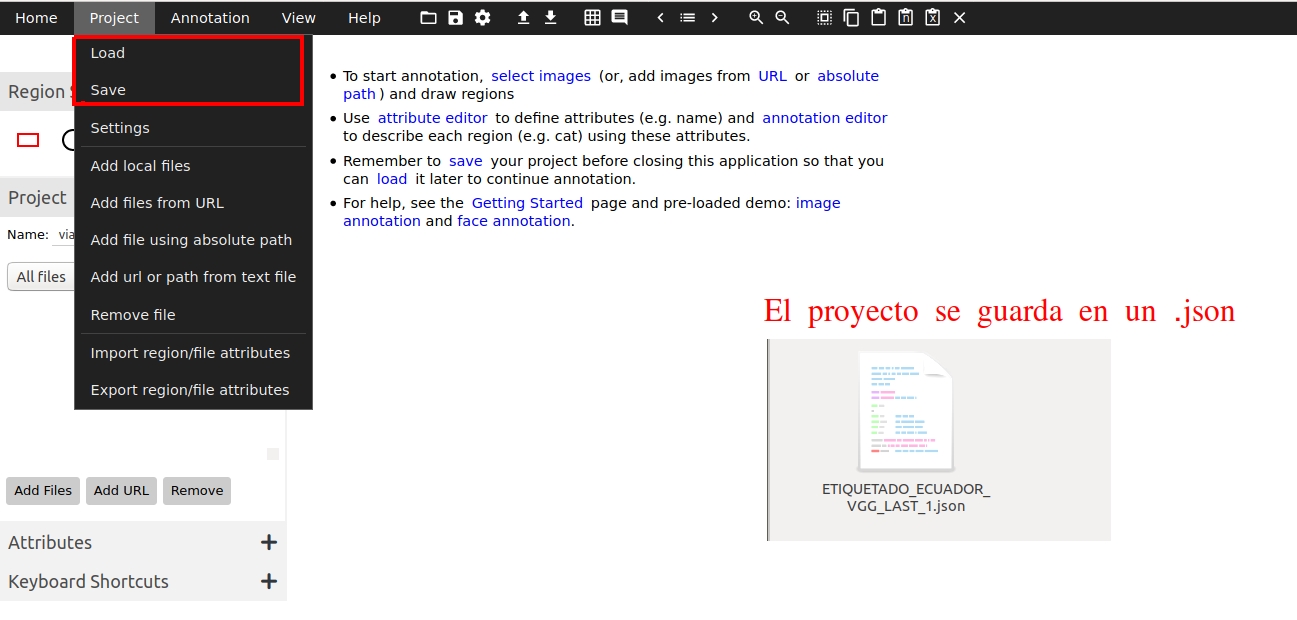 Home Project Annotation View Help
Load
Save
Settings
Add local files
Add files from URL
Add file using absolute path
Add url or path from text file
Remove file
Import region/file attributes
Export region/file attributes
Region
Project
Name: via
All files
Add Files Add URL Remove
Attributes +
Keyboard Shortcuts +
• To start annotation, select images (or, add images from URL or absolute
path ) and draw regions
• Use attribute editor to define attributes (e.g. name) and annotation editor
to describe each region (e.g. cat) using these attributes.
• Remember to save your project before closing this application so that you
can load it later to continue annotation.
• For help, see the Getting Started page and pre-loaded demo: image
annotation and face annotation.
El proyecto se guarda en un .json
ETIQUETADO_ECUADOR_
VGG_LAST_1.json